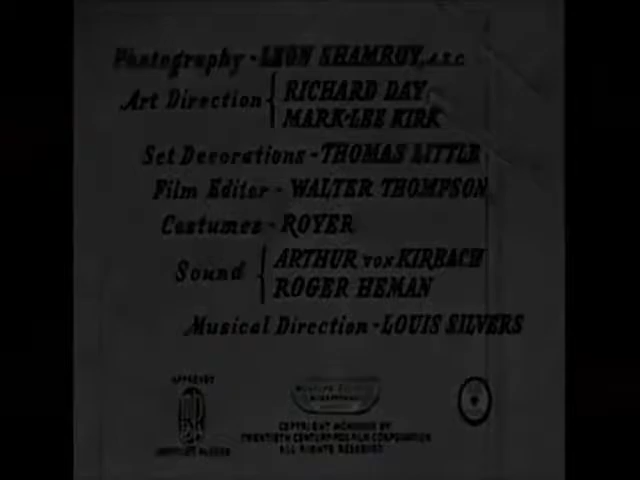 Photography - LEON SHAMROY, A.S.C.
Art Direction { RICHARD DAY
MARK-LEE KIRK
Set Decorations - THOMAS LITTLE
Film Editor - WALTER THOMPSON
Costumes - ROYER
Sound { ARTHUR VON KIRBACH
ROGER HEMAN
Musical Direction - LOUIS SILVERS
APPROVED
COPYRIGHT BY
TWENTIETH CENTURY-FOX FILM CORPORATION
ALL RIGHTS RESERVED